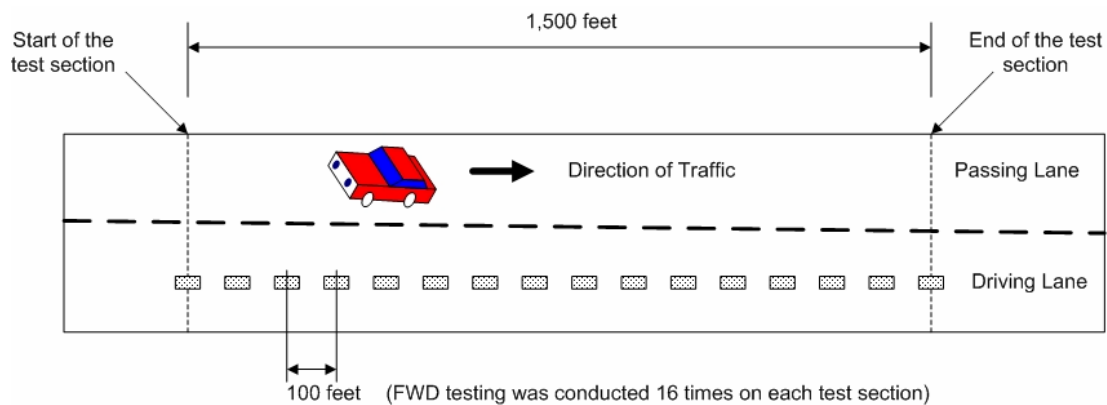 1,500 feet
Start of the
test section
End of the test
section
Direction of Traffic
Passing Lane
Driving Lane
100 feet (FWD testing was conducted 16 times on each test section)